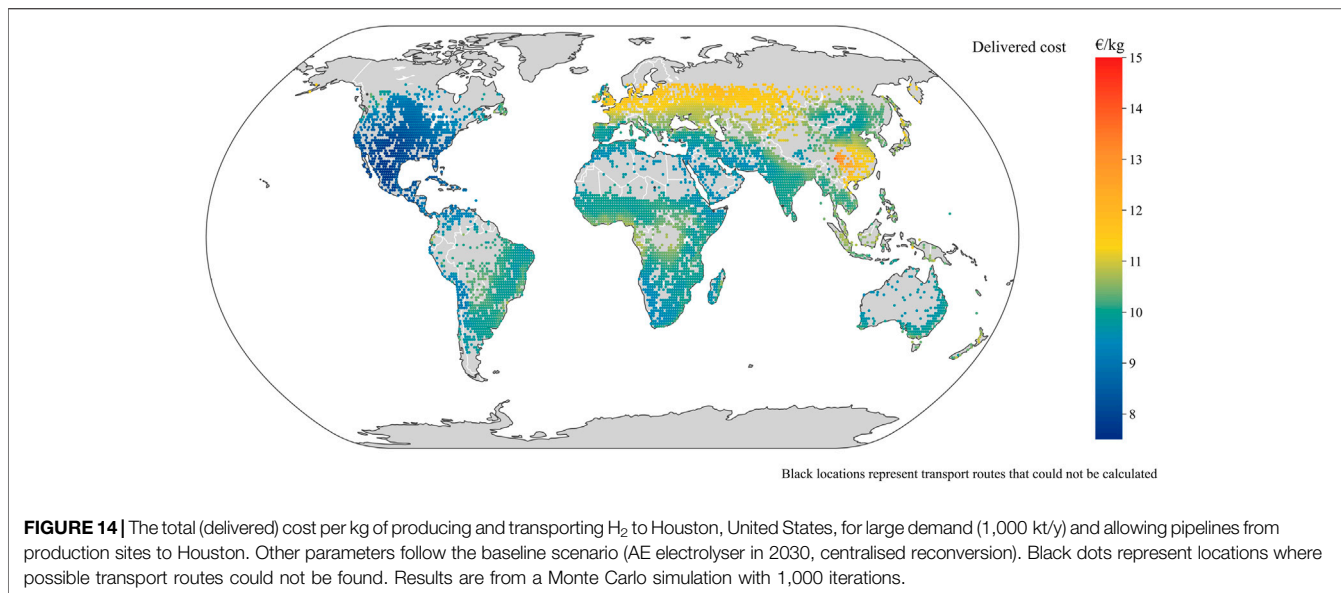 Delivered cost
€/kg
15
14
13
12
11
10
9
8
Black locations represent transport routes that could not be calculated
FIGURE 14 | The total (delivered) cost per kg of producing and transporting H₂ to Houston, United States, for large demand (1,000 kt/y) and allowing pipelines from
production sites to Houston. Other parameters follow the baseline scenario (AE electrolyser in 2030, centralised reconversion). Black dots represent locations where
possible transport routes could not be found. Results are from a Monte Carlo simulation with 1,000 iterations.